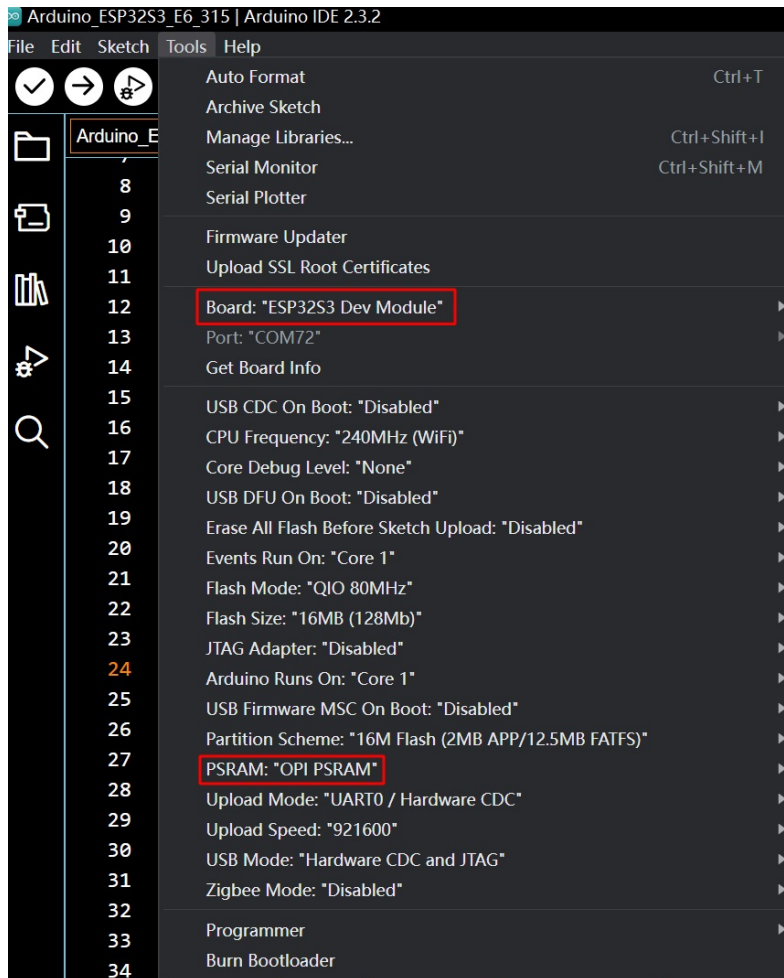 Arduino_ESP32S3_E6_315 | Arduino IDE 2.3.2
File Edit Sketch Tools Help
Auto Format Ctrl+T
Archive Sketch
Arduino_E
Manage Libraries... Ctrl+Shift+I
Serial Monitor Ctrl+Shift+M
8
Serial Plotter
9
Firmware Updater
10
Upload SSL Root Certificates
11
12
Board: "ESP32S3 Dev Module"
13
Port: "COM72"
14
Get Board Info
15
USB CDC On Boot: "Disabled"
16
CPU Frequency: "240MHz (WiFi)"
17
Core Debug Level: "None"
18
USB DFU On Boot: "Disabled"
19
Erase All Flash Before Sketch Upload: "Disabled"
20
Events Run On: "Core 1"
21
Flash Mode: "QIO 80MHz"
22
Flash Size: "16MB (128Mb)"
23
JTAG Adapter: "Disabled"
24
Arduino Runs On: "Core 1"
25
USB Firmware MSC On Boot: "Disabled"
26
Partition Scheme: "16M Flash (2MB APP/12.5MB FATFS)"
27
PSRAM: "OPI PSRAM"
28
Upload Mode: "UART0 / Hardware CDC"
29
Upload Speed: "921600"
30
USB Mode: "Hardware CDC and JTAG"
31
Zigbee Mode: "Disabled"
32
Programmer
33
Burn Bootloader
34